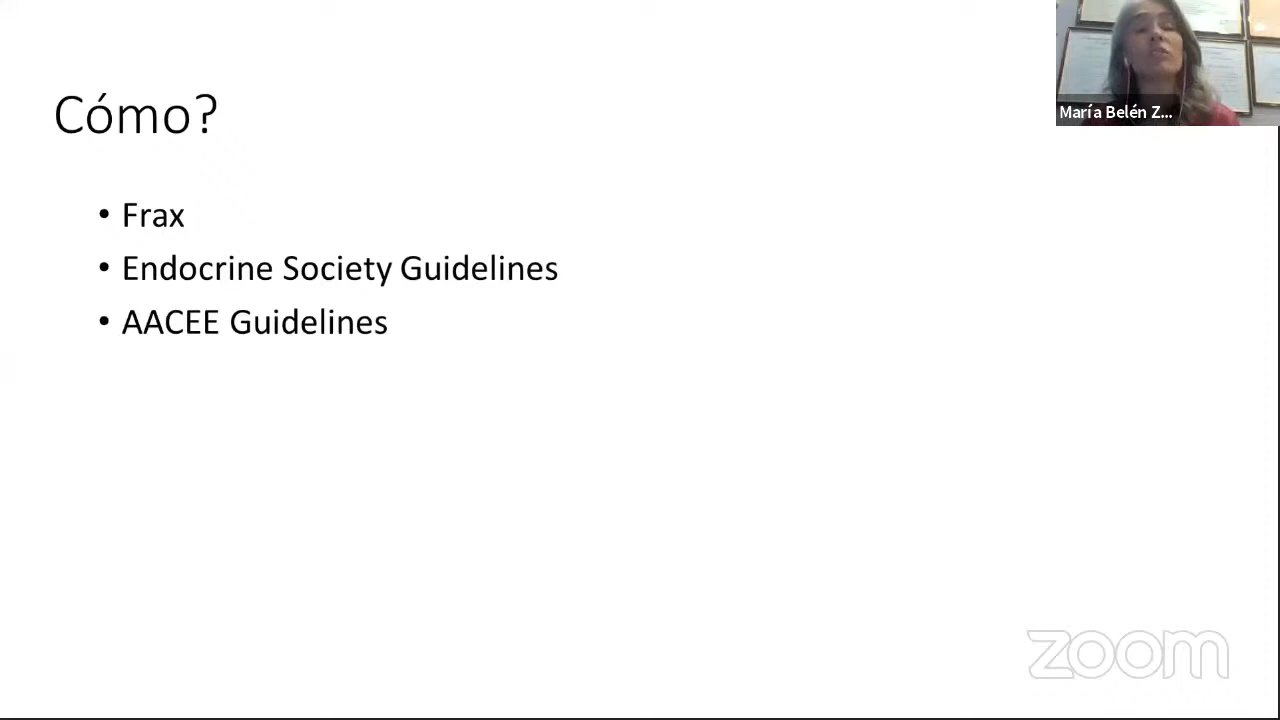 Cómo?
• Frax
• Endocrine Society Guidelines
• AACEE Guidelines
María Belén Z...
zoom